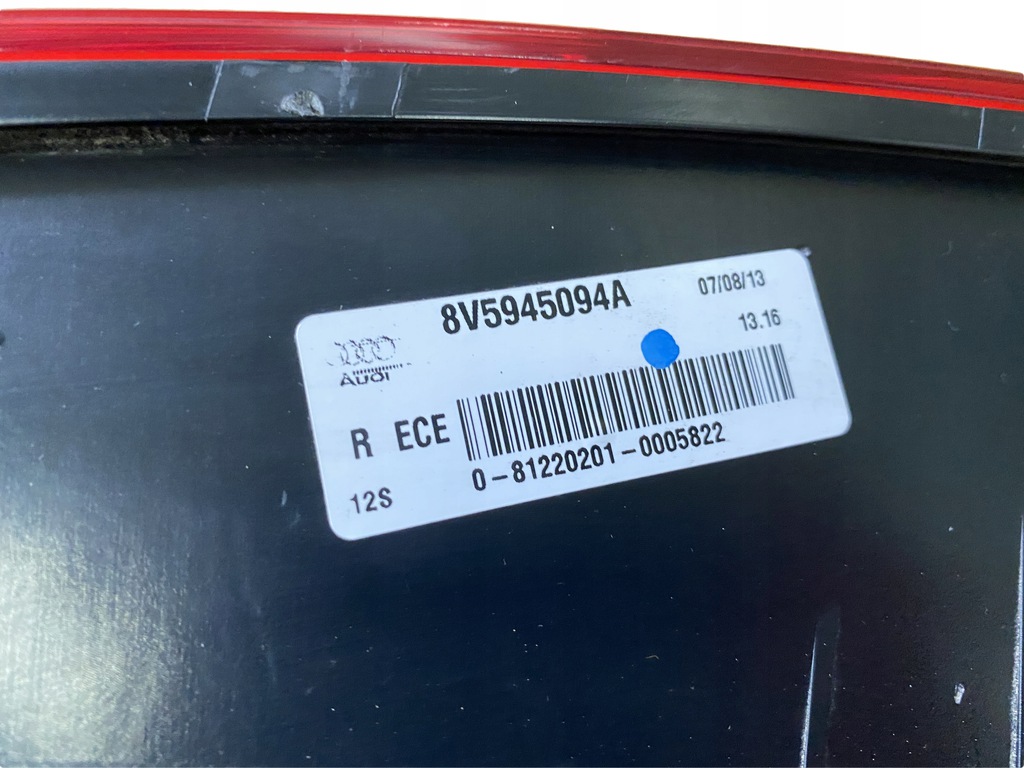 8V5945094A
07/08/13
13.16
AUDI
R ECE
0-81220201-0005822
12S